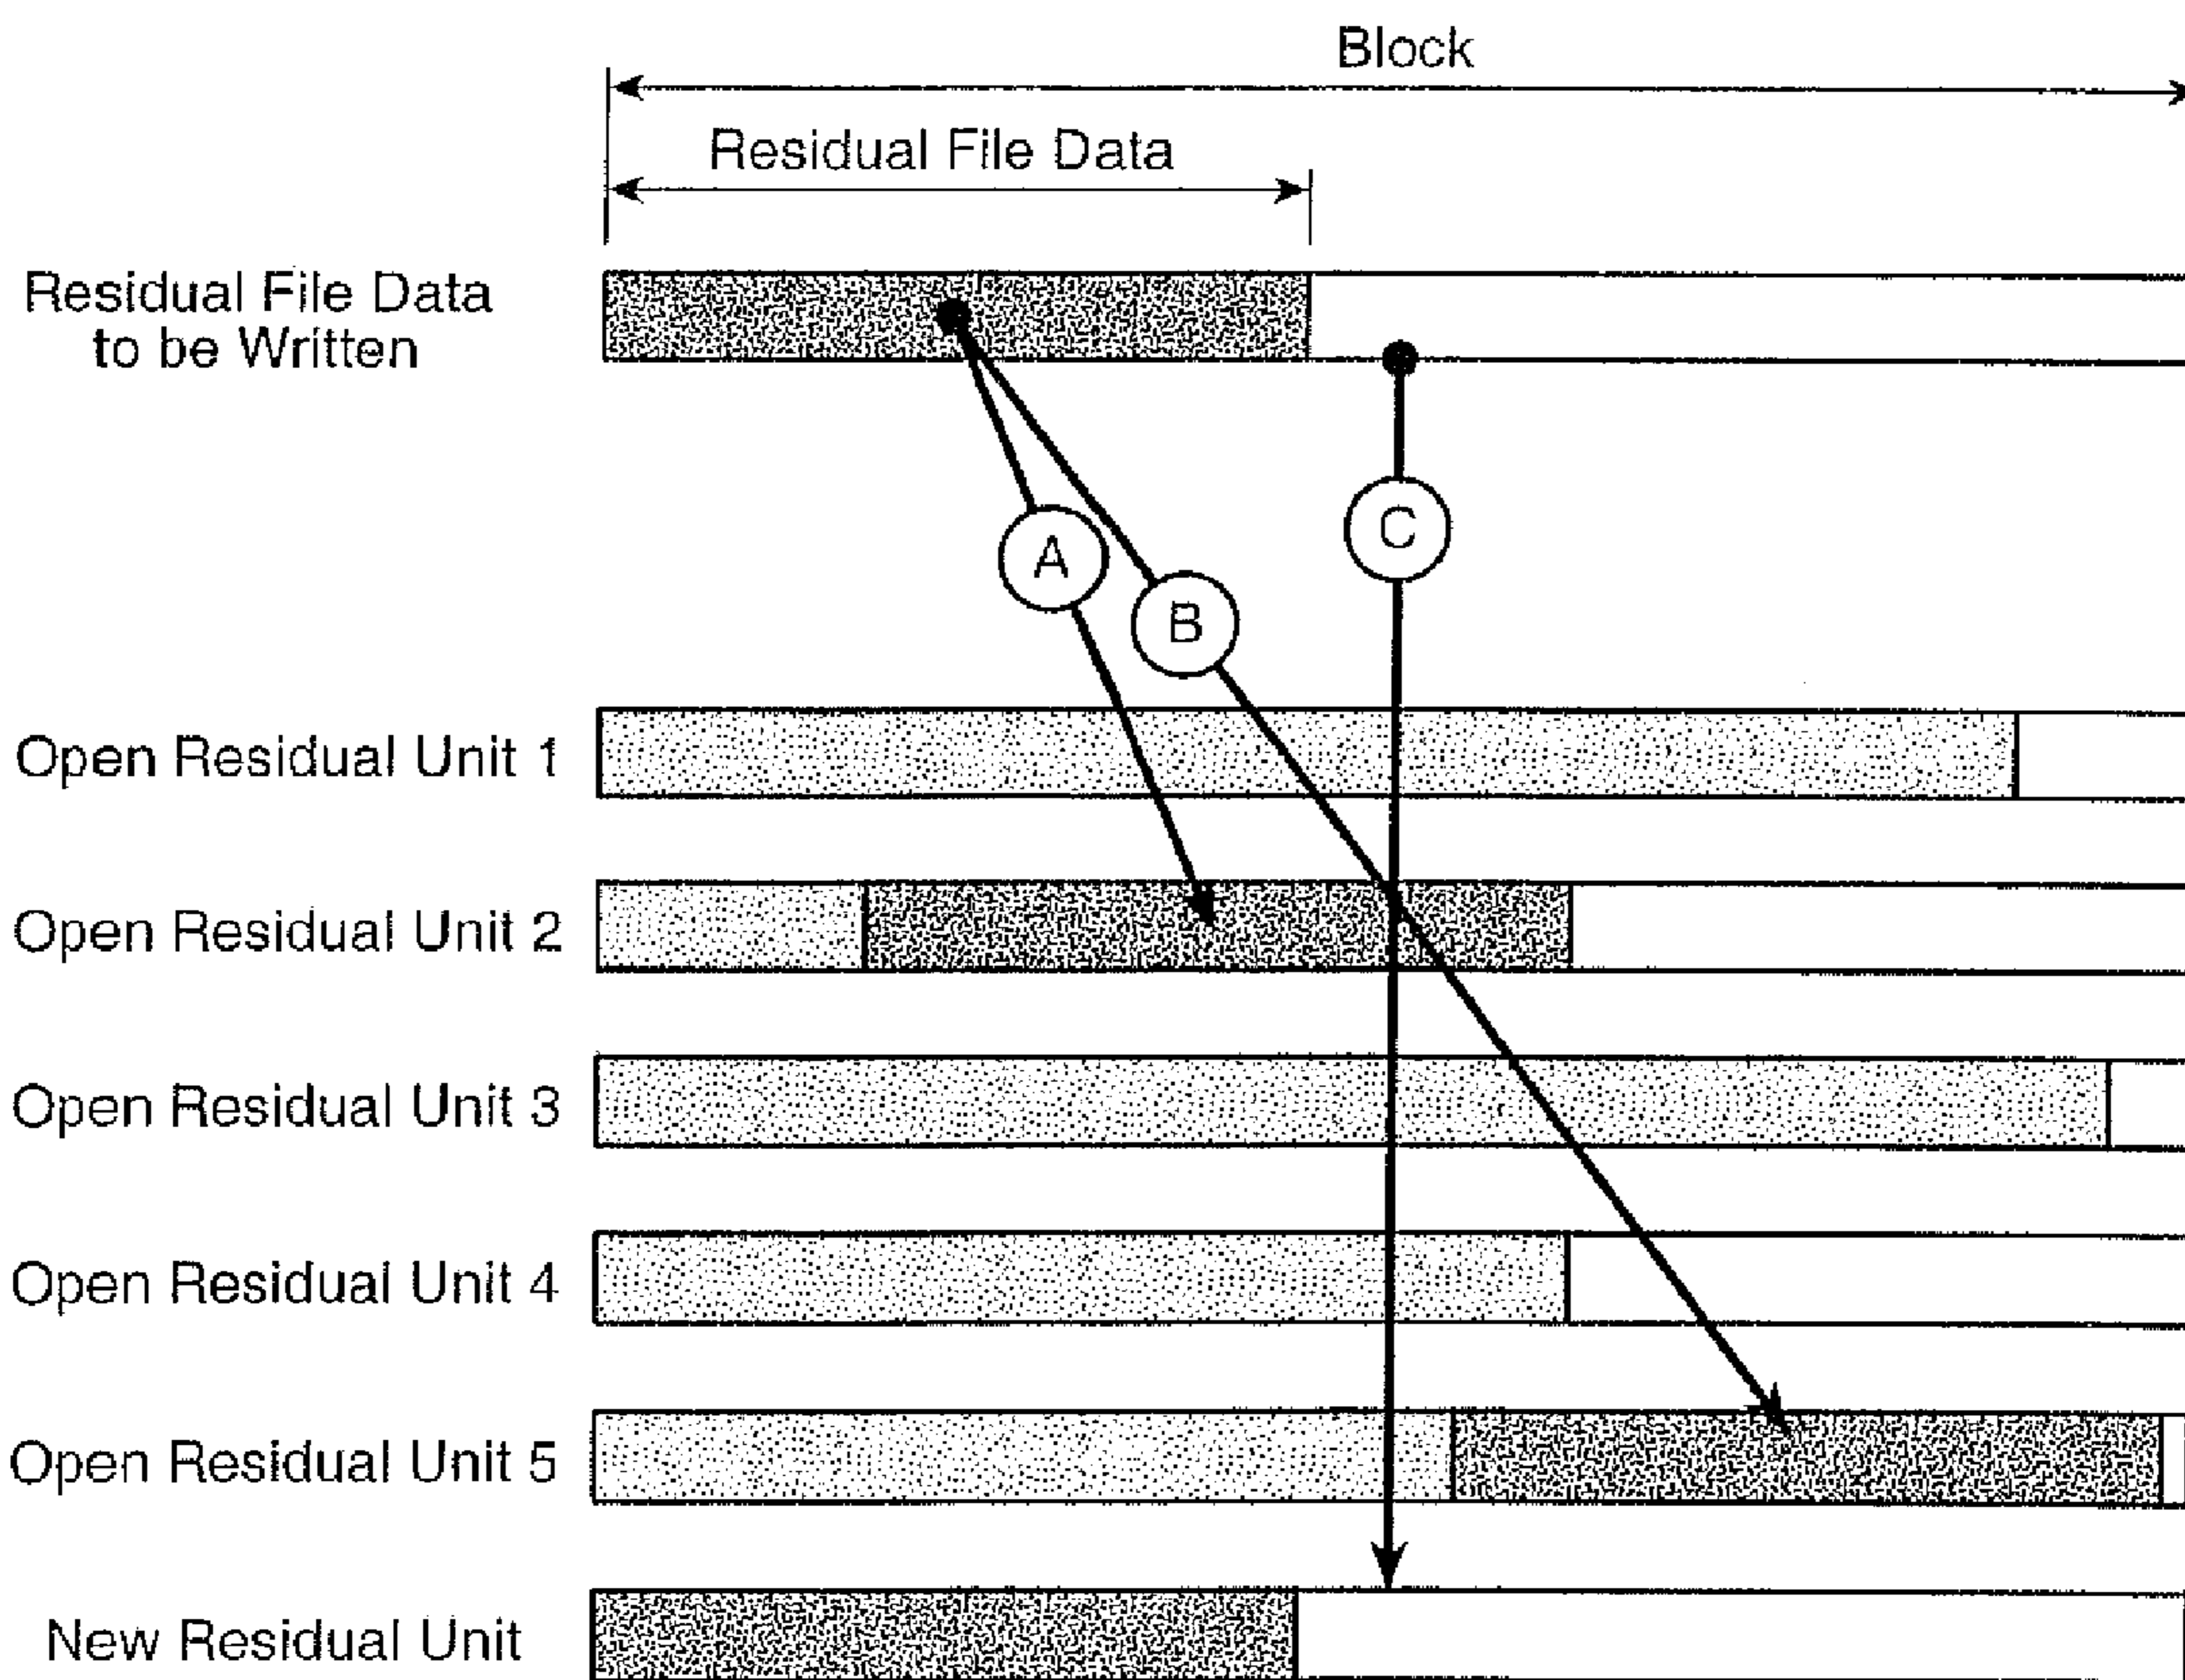 Block
Residual File Data
Residual File Data
to be Written
A
B
C
Open Residual Unit 1
Open Residual Unit 2
Open Residual Unit 3
Open Residual Unit 4
Open Residual Unit 5
New Residual Unit